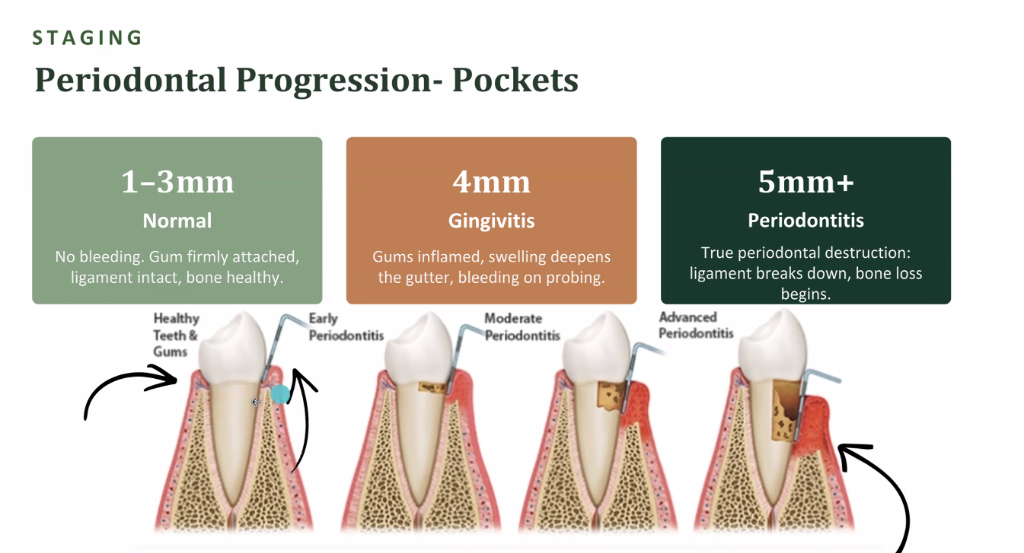 STAGING
Periodontal Progression- Pockets
1–3mm
Normal
No bleeding. Gum firmly attached,
ligament intact, bone healthy.
4mm
Gingivitis
Gums inflamed, swelling deepens
the gutter, bleeding on probing.
5mm+
Periodontitis
True periodontal destruction:
ligament breaks down, bone loss
begins.
Healthy
Teeth &
Gums
Early
Periodontitis
Moderate
Periodontitis
Advanced
Periodontitis